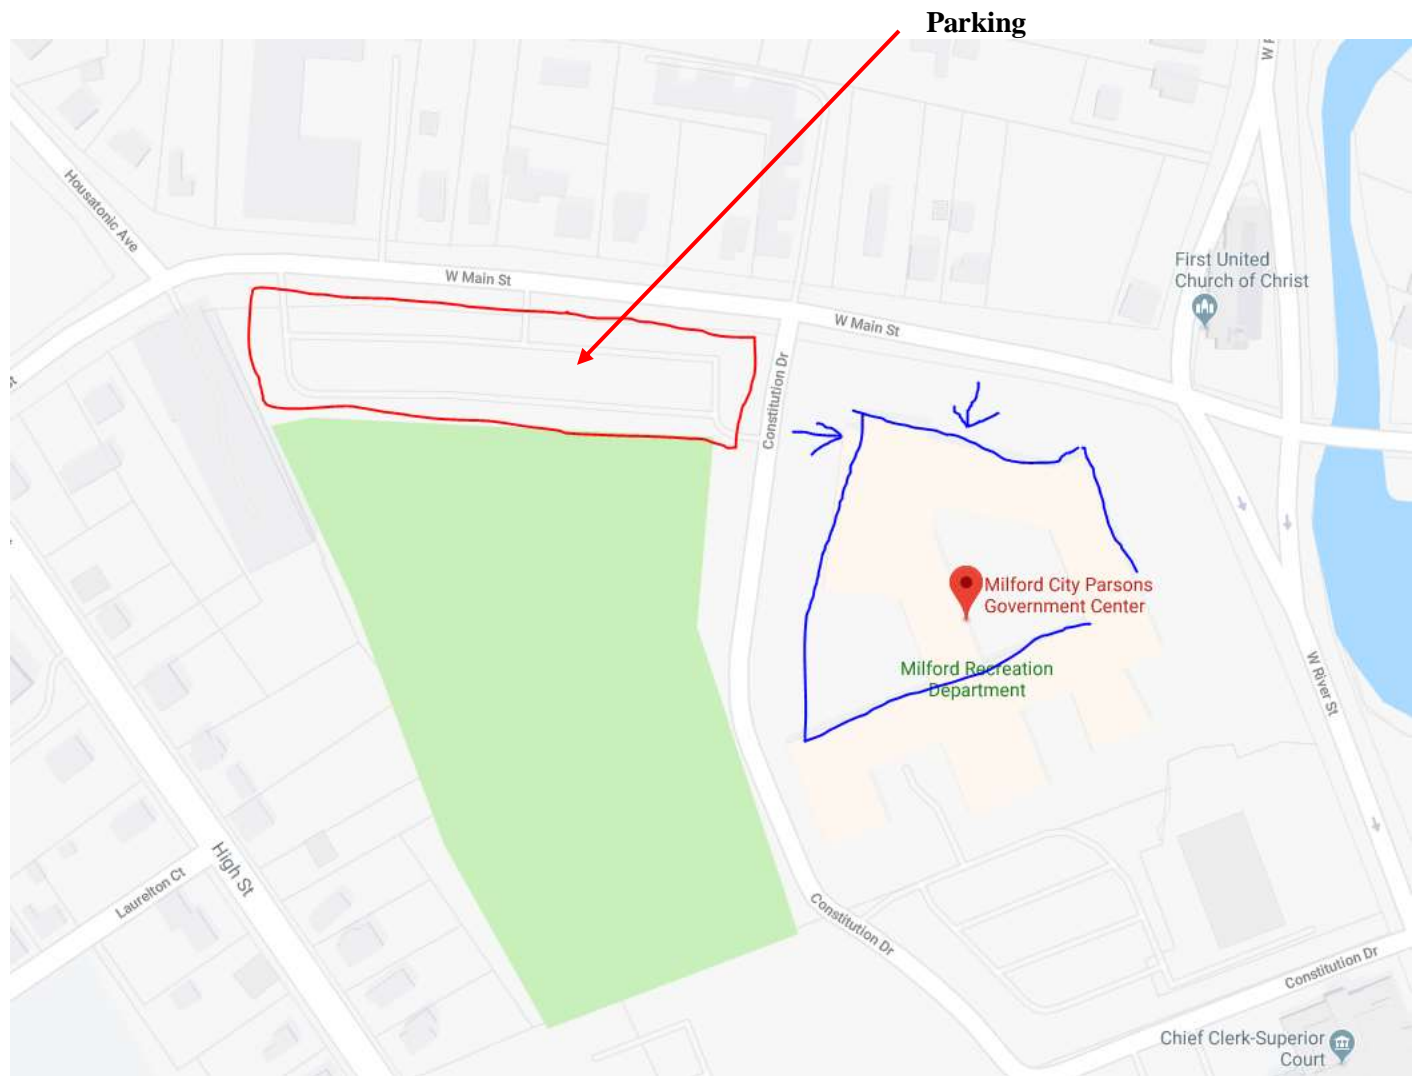 Parking
W R
Housatonic Ave
First United
Church of Christ
W Main St
W Main St
Constitution Dr
st
Milford City Parsons
Government Center
Milford Recreation
Department
W River St
High St
Laurelton Ct
Constitution Dr
Constitution Dr
Chief Clerk-Superior
Court